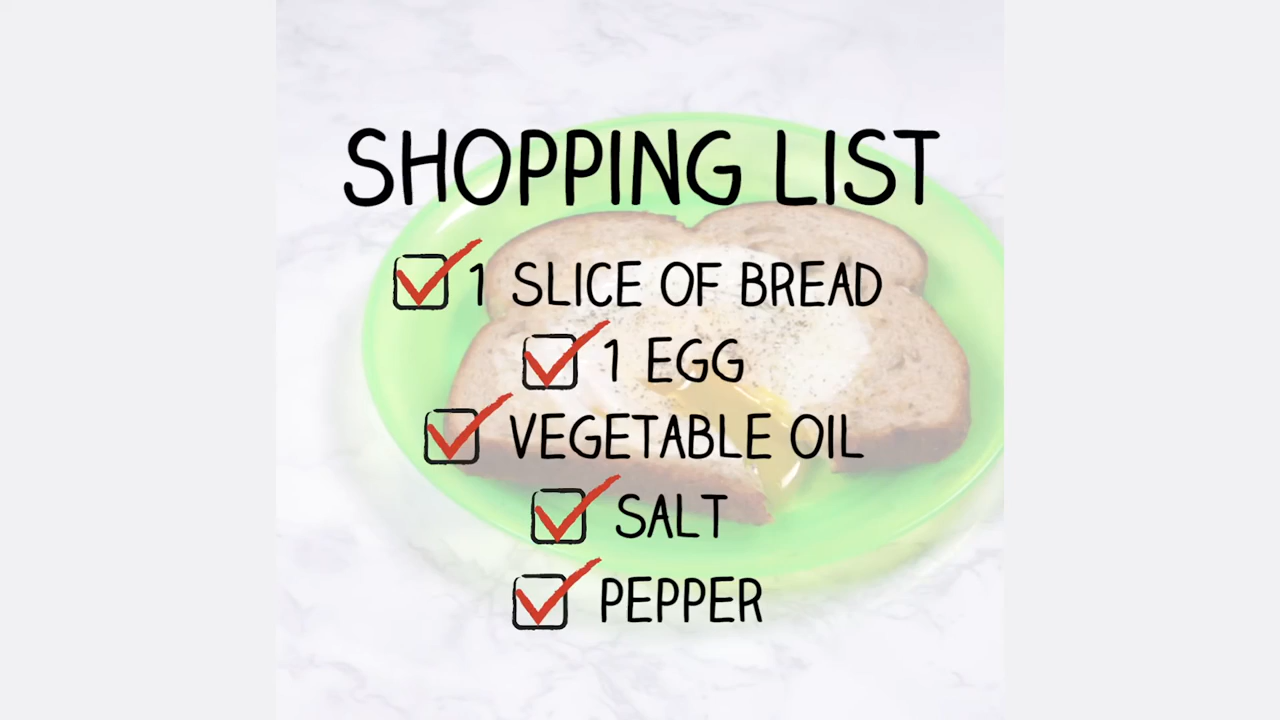 SHOPPING LIST
1 SLICE OF BREAD
1 EGG
VEGETABLE OIL
SALT
PEPPER